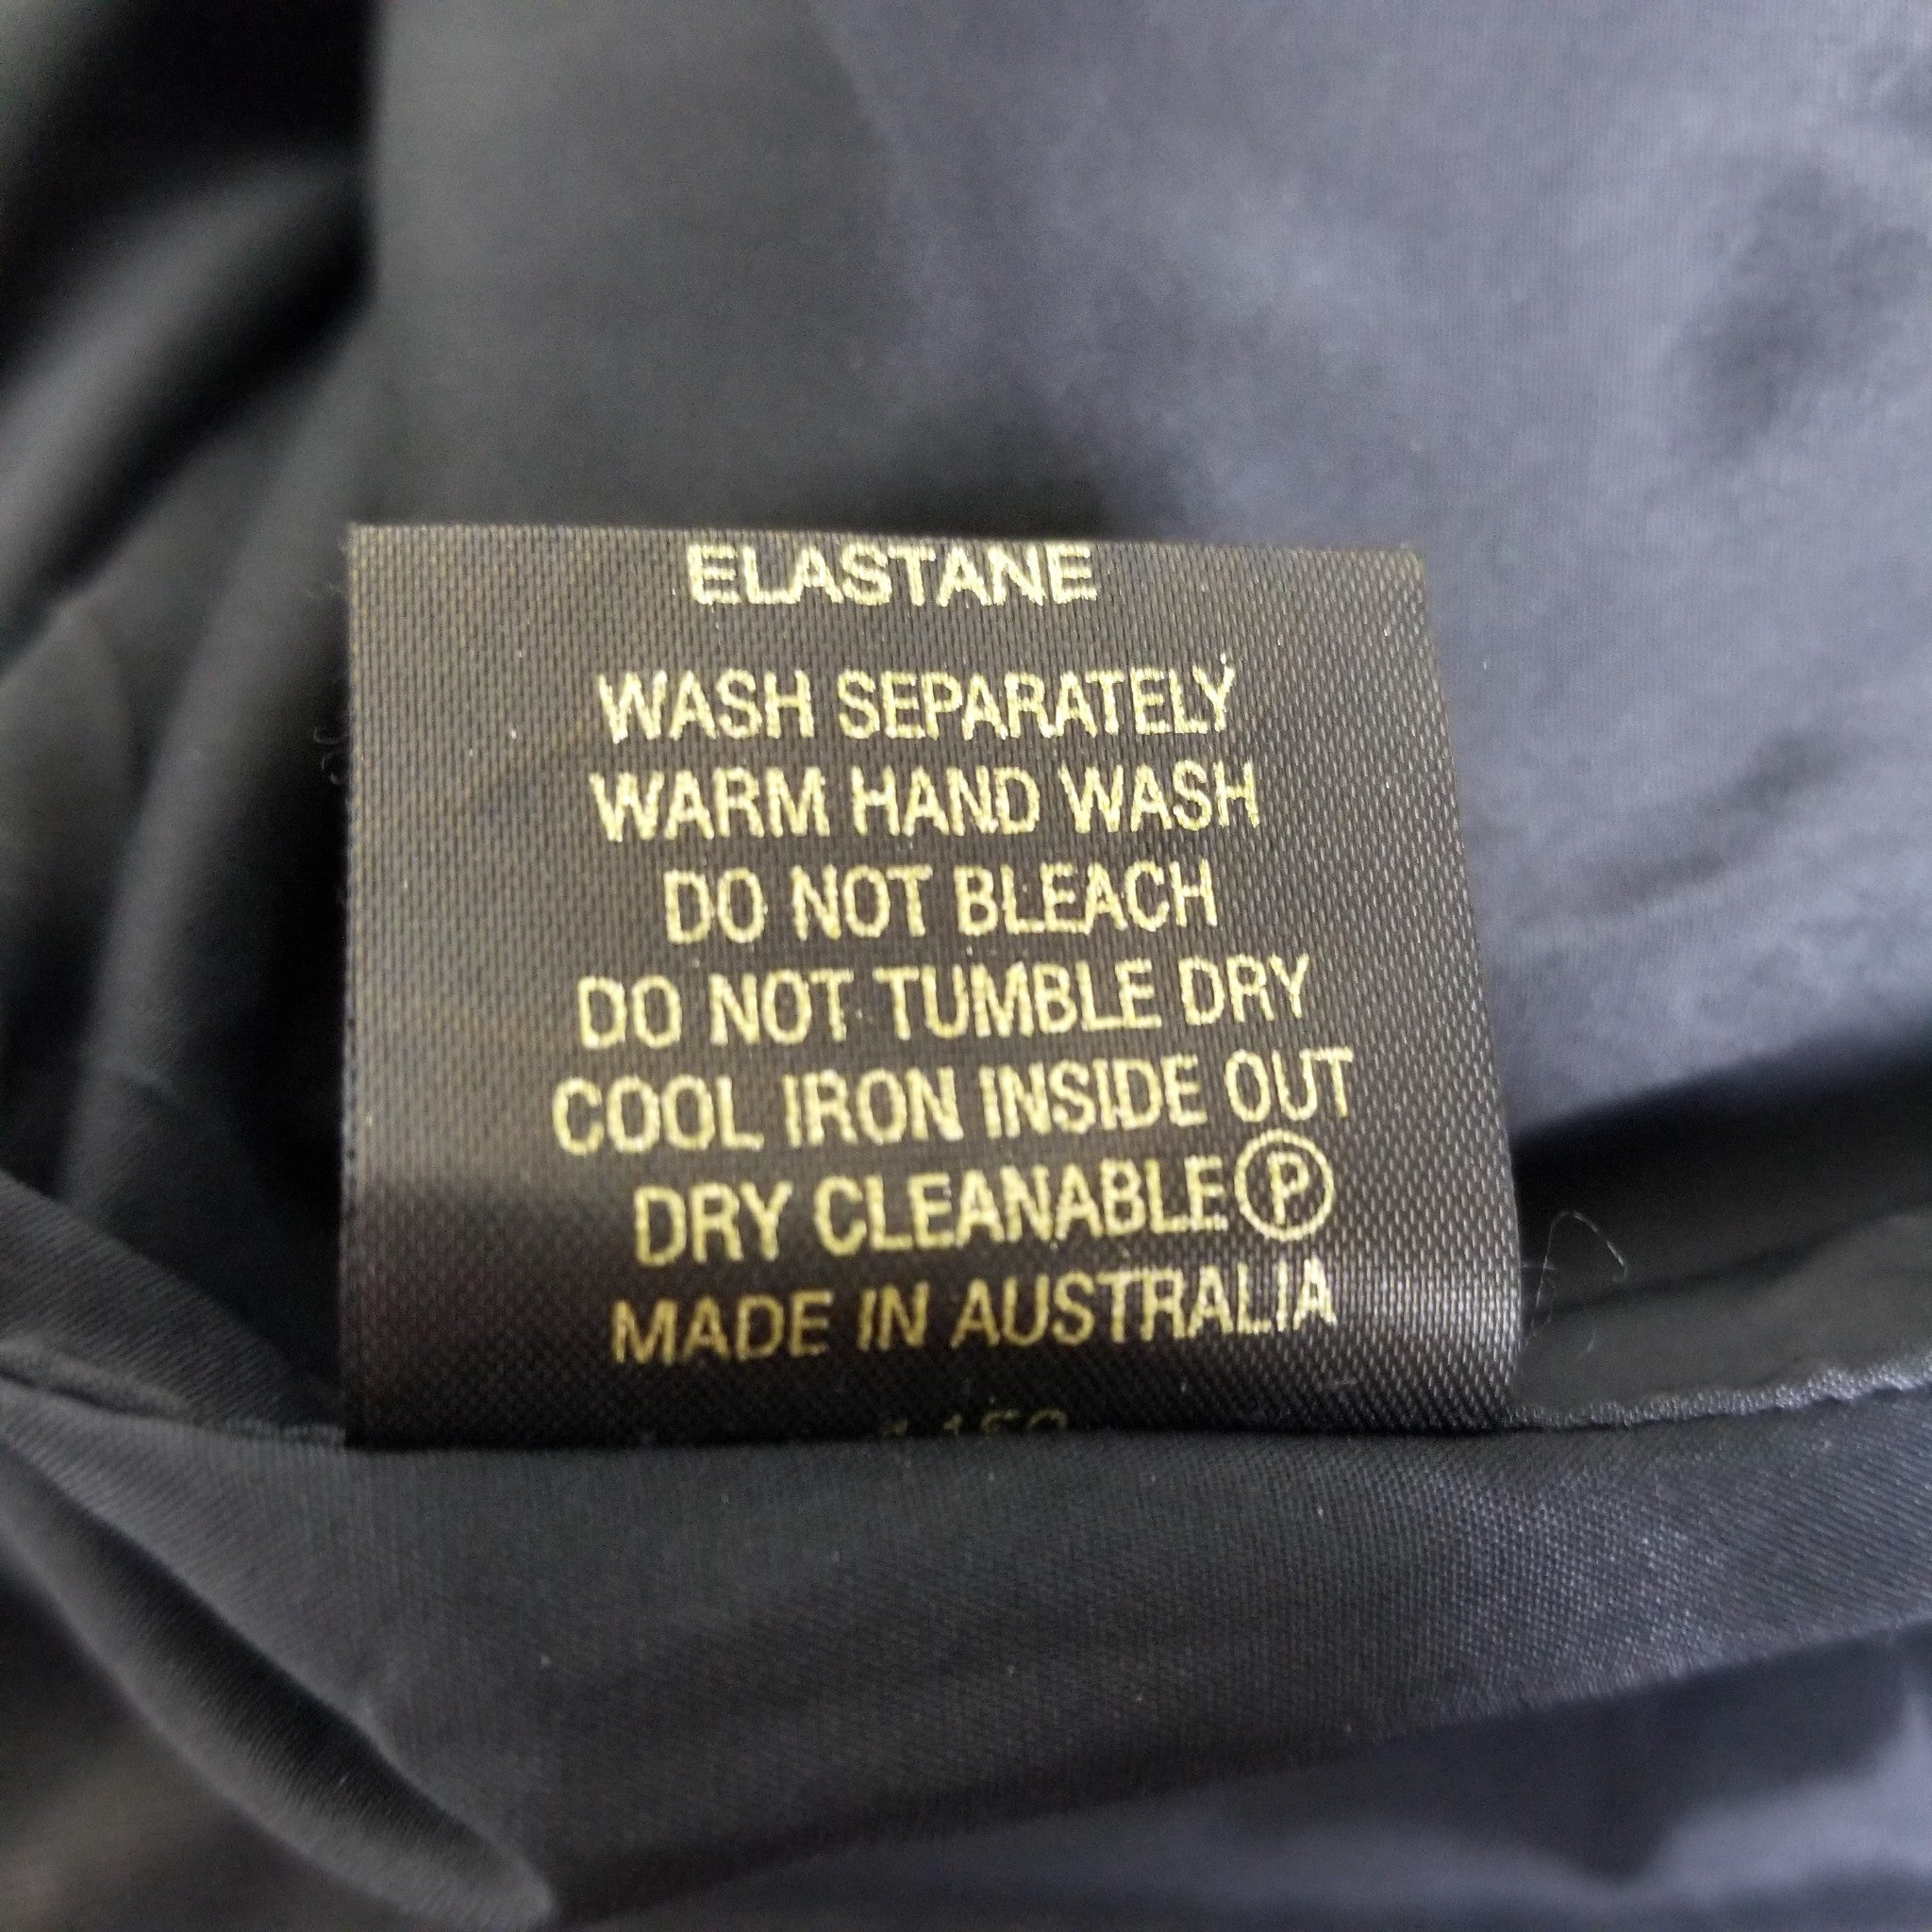 ELASTANE
WASH SEPARATELY
WARM HAND WASH
DO NOT BLEACH
DO NOT TUMBLE DRY
COOL IRON INSIDE OUT
DRY CLEANABLE Ⓟ
MADE IN AUSTRALIA